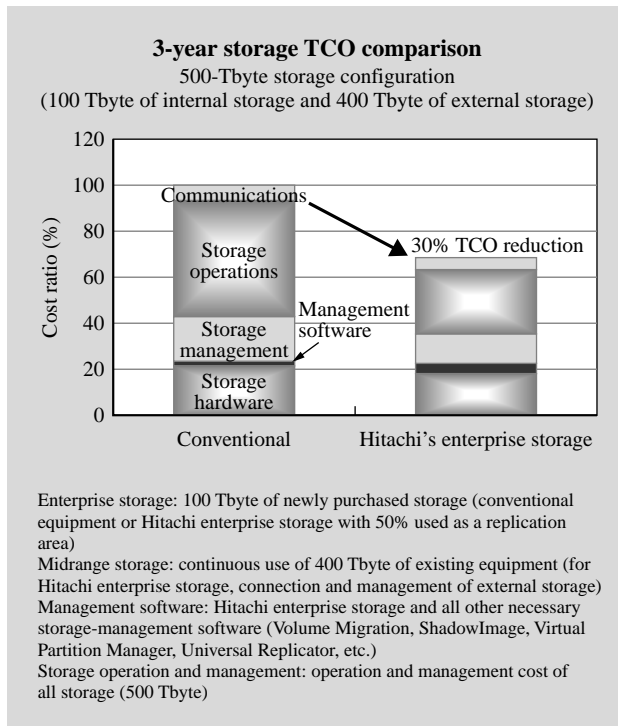 3-year storage TCO comparison
500-Tbyte storage configuration
(100 Tbyte of internal storage and 400 Tbyte of external storage)
120
100
80
60
40
20
0
Cost ratio (%)
Communications
Storage
operations
Storage
management
Storage
hardware
Management
software
30% TCO reduction
Conventional
Hitachi's enterprise storage
Enterprise storage: 100 Tbyte of newly purchased storage (conventional
equipment or Hitachi enterprise storage with 50% used as a replication
area)
Midrange storage: continuous use of 400 Tbyte of existing equipment (for
Hitachi enterprise storage, connection and management of external storage)
Management software: Hitachi enterprise storage and all other necessary
storage-management software (Volume Migration, ShadowImage, Virtual
Partition Manager, Universal Replicator, etc.)
Storage operation and management: operation and management cost of
all storage (500 Tbyte)